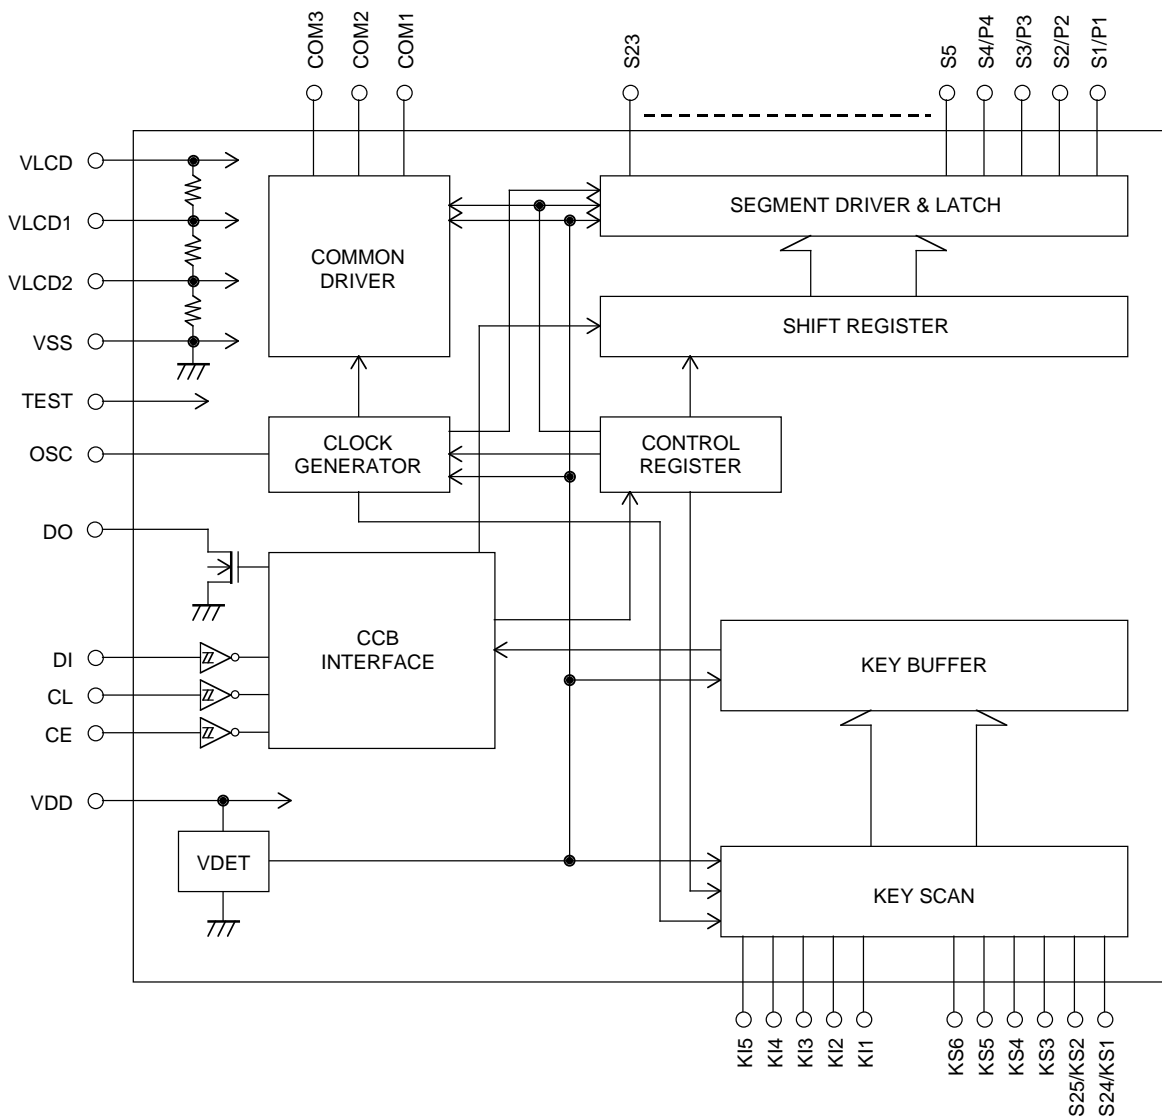 COM3
COM2
COM1
S23
S5
S4/P4
S3/P3
S2/P2
S1/P1
VLCD
VLCD1
VLCD2
VSS
TEST
OSC
DO
DI
CL
CE
VDD
COMMON
DRIVER
SEGMENT DRIVER & LATCH
SHIFT REGISTER
CLOCK
GENERATOR
CONTROL
REGISTER
CCB
INTERFACE
KEY BUFFER
VDET
KEY SCAN
KI5
KI4
KI3
KI2
KI1
KS6
KS5
KS4
KS3
S25/KS2
S24/KS1